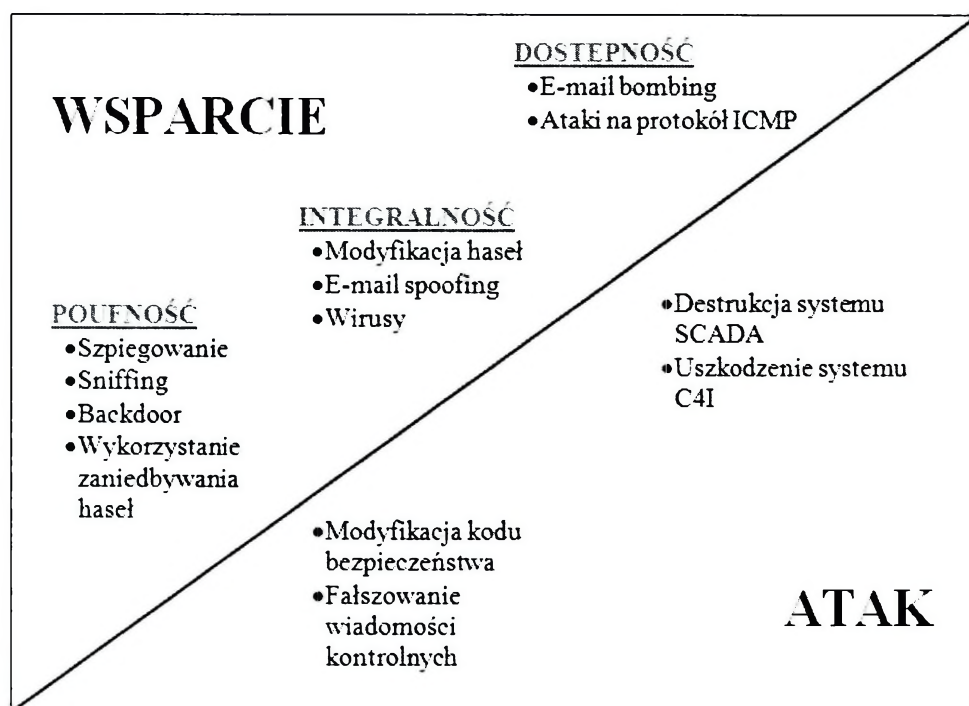 WSPARCIE
DOSTEPNOŚĆ
•E-mail bombing
•Ataki na protokół ICMP
INTEGRALNOŚĆ
•Modyfikacja haseł
•E-mail spoofing
•Wirusy
POUFNOŚĆ
•Szpiegowanie
•Sniffing
•Backdoor
•Wykorzystanie
zaniedbywania
haseł
•Destrukcja systemu
SCADA
•Uszkodzenie systemu
C4I
•Modyfikacja kodu
bezpieczeństwa
•Fałszowanie
wiadomości
kontrolnych
ATAK